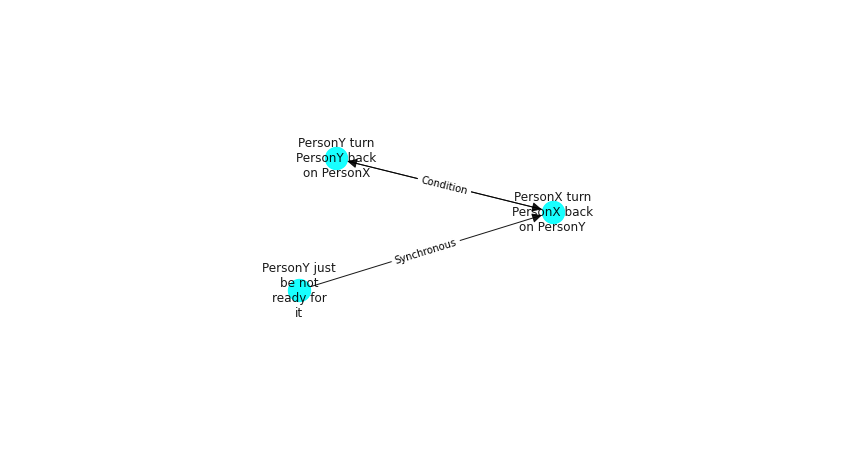 PersonY turn
PersonY back
on PersonX
Condition
PersonX turn
PersonX back
on PersonY
Synchronous
PersonY just
be not
ready for
it